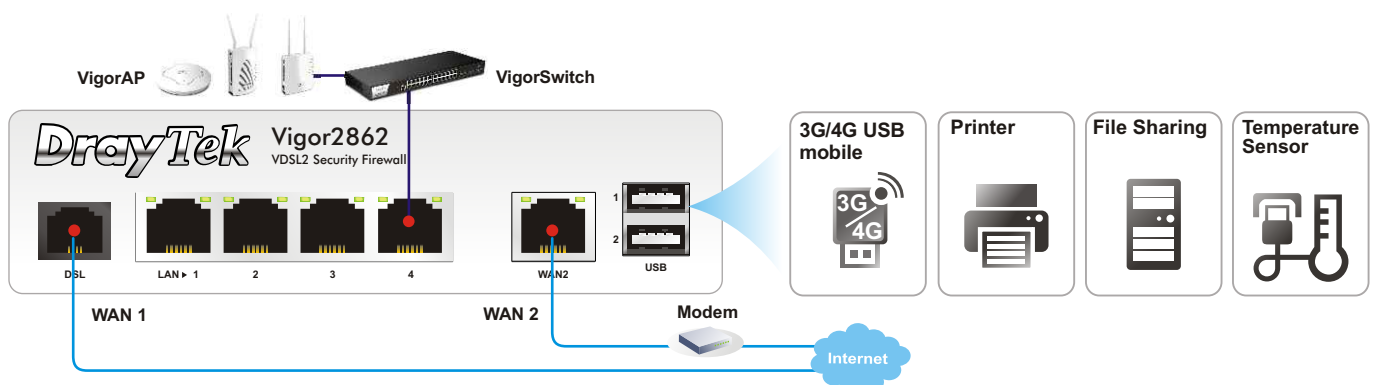 VigorAP
VigorSwitch
DrayTek
Vigor2862
VDSL2 Security Firewall
DSL
LAN ▶ 1
2
3
4
WAN2
1
2
USB
3G/4G USB
mobile
3G
4G
Printer
File Sharing
Temperature
Sensor
WAN 1
WAN 2
Modem
Internet